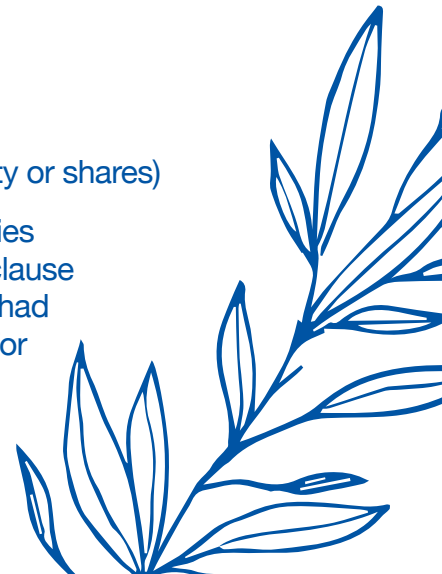 ty or shares)
ies
clause
had
or